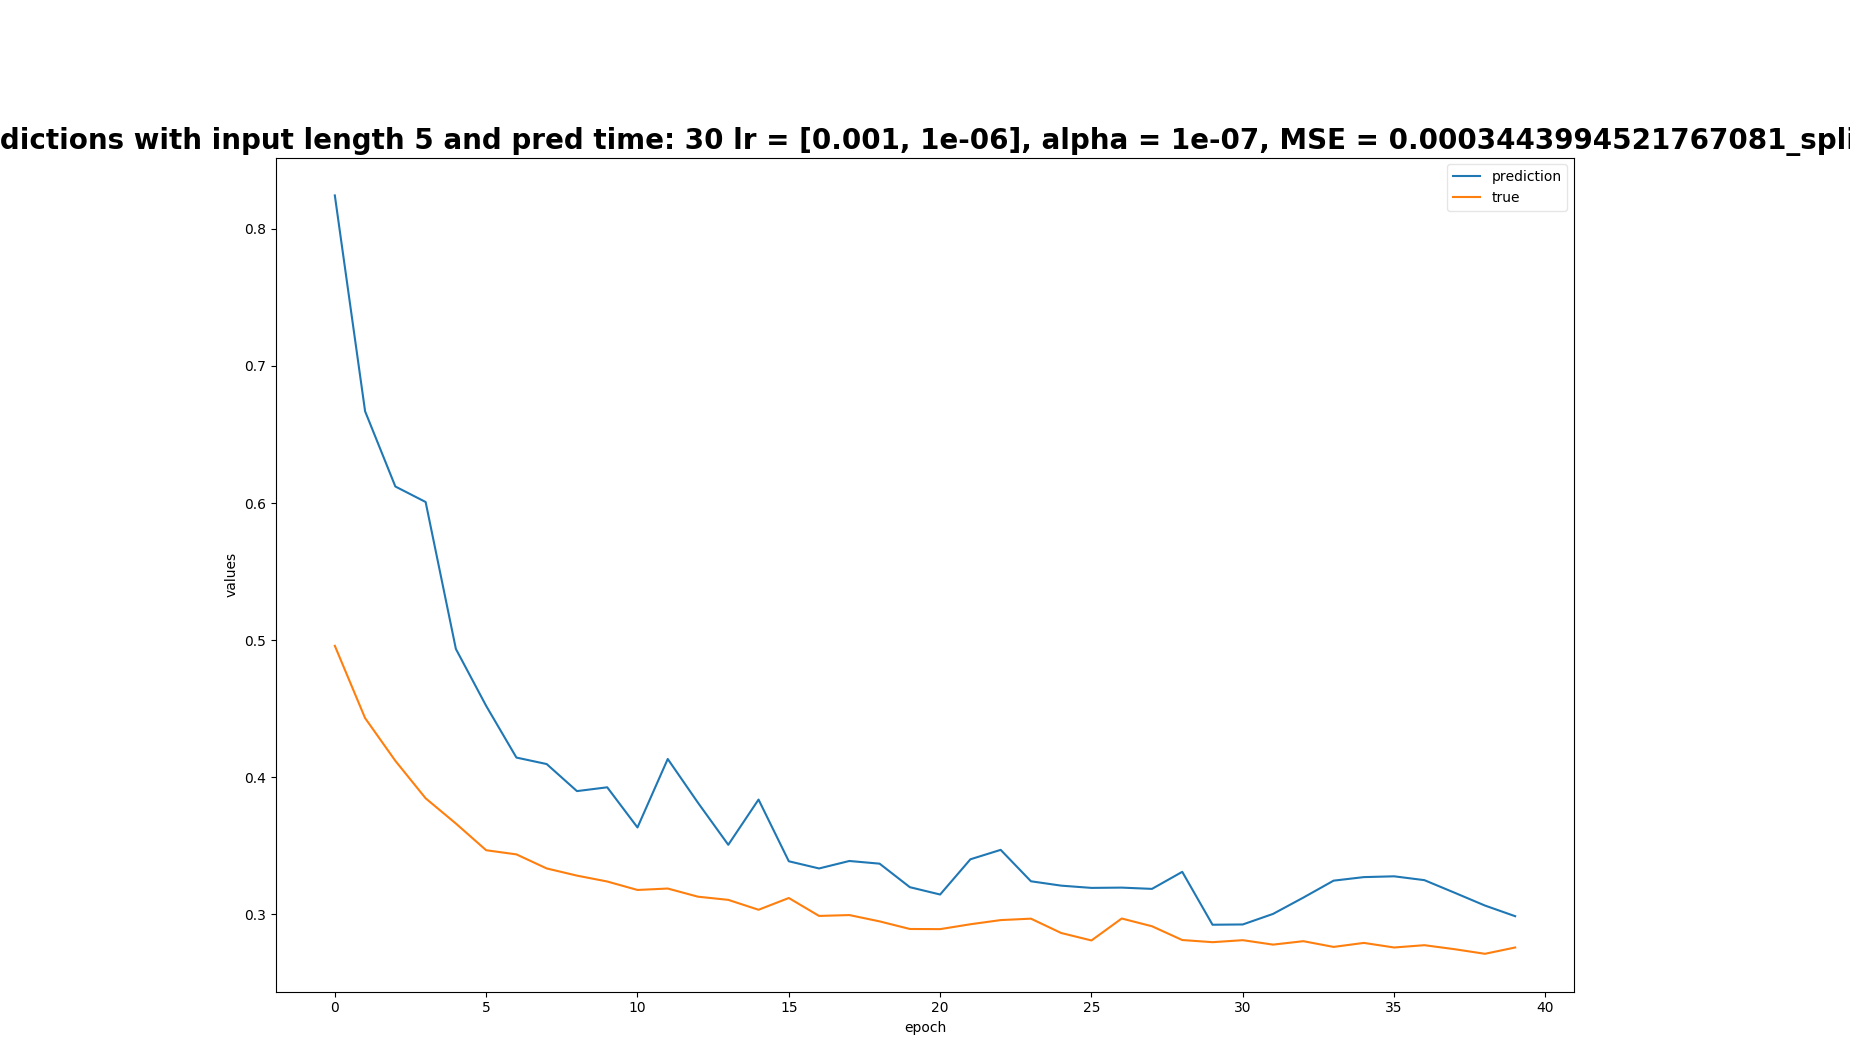 dictions with input length 5 and pred time: 30 lr = [0.001, 1e-06], alpha = 1e-07, MSE = 0.0003443994521767081_spli
prediction
true
0.8
0.7
0.6
0.5
0.4
0.3
values
0 5 10 15 20 25 30 35 40
epoch